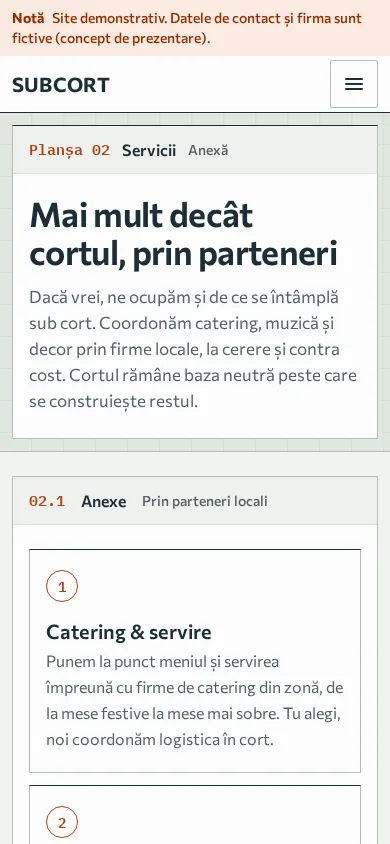 Notă Site demonstrativ. Datele de contact și firma sunt
fictive (concept de prezentare).
SUBCORT
Planșa 02 Servicii Anexă
Mai mult decât
cortul, prin parteneri
Dacă vrei, ne ocupăm și de ce se întâmplă
sub cort. Coordonăm catering, muzică și
decor prin firme locale, la cerere și contra
cost. Cortul rămâne baza neutră peste care
se construiește restul.
02.1 Anexe Prin parteneri locali
1
Catering & servire
Punem la punct meniul și servirea
împreună cu firme de catering din zonă, de
la mese festive la mese mai sobre. Tu alegi,
noi coordonăm logistica în cort.
2